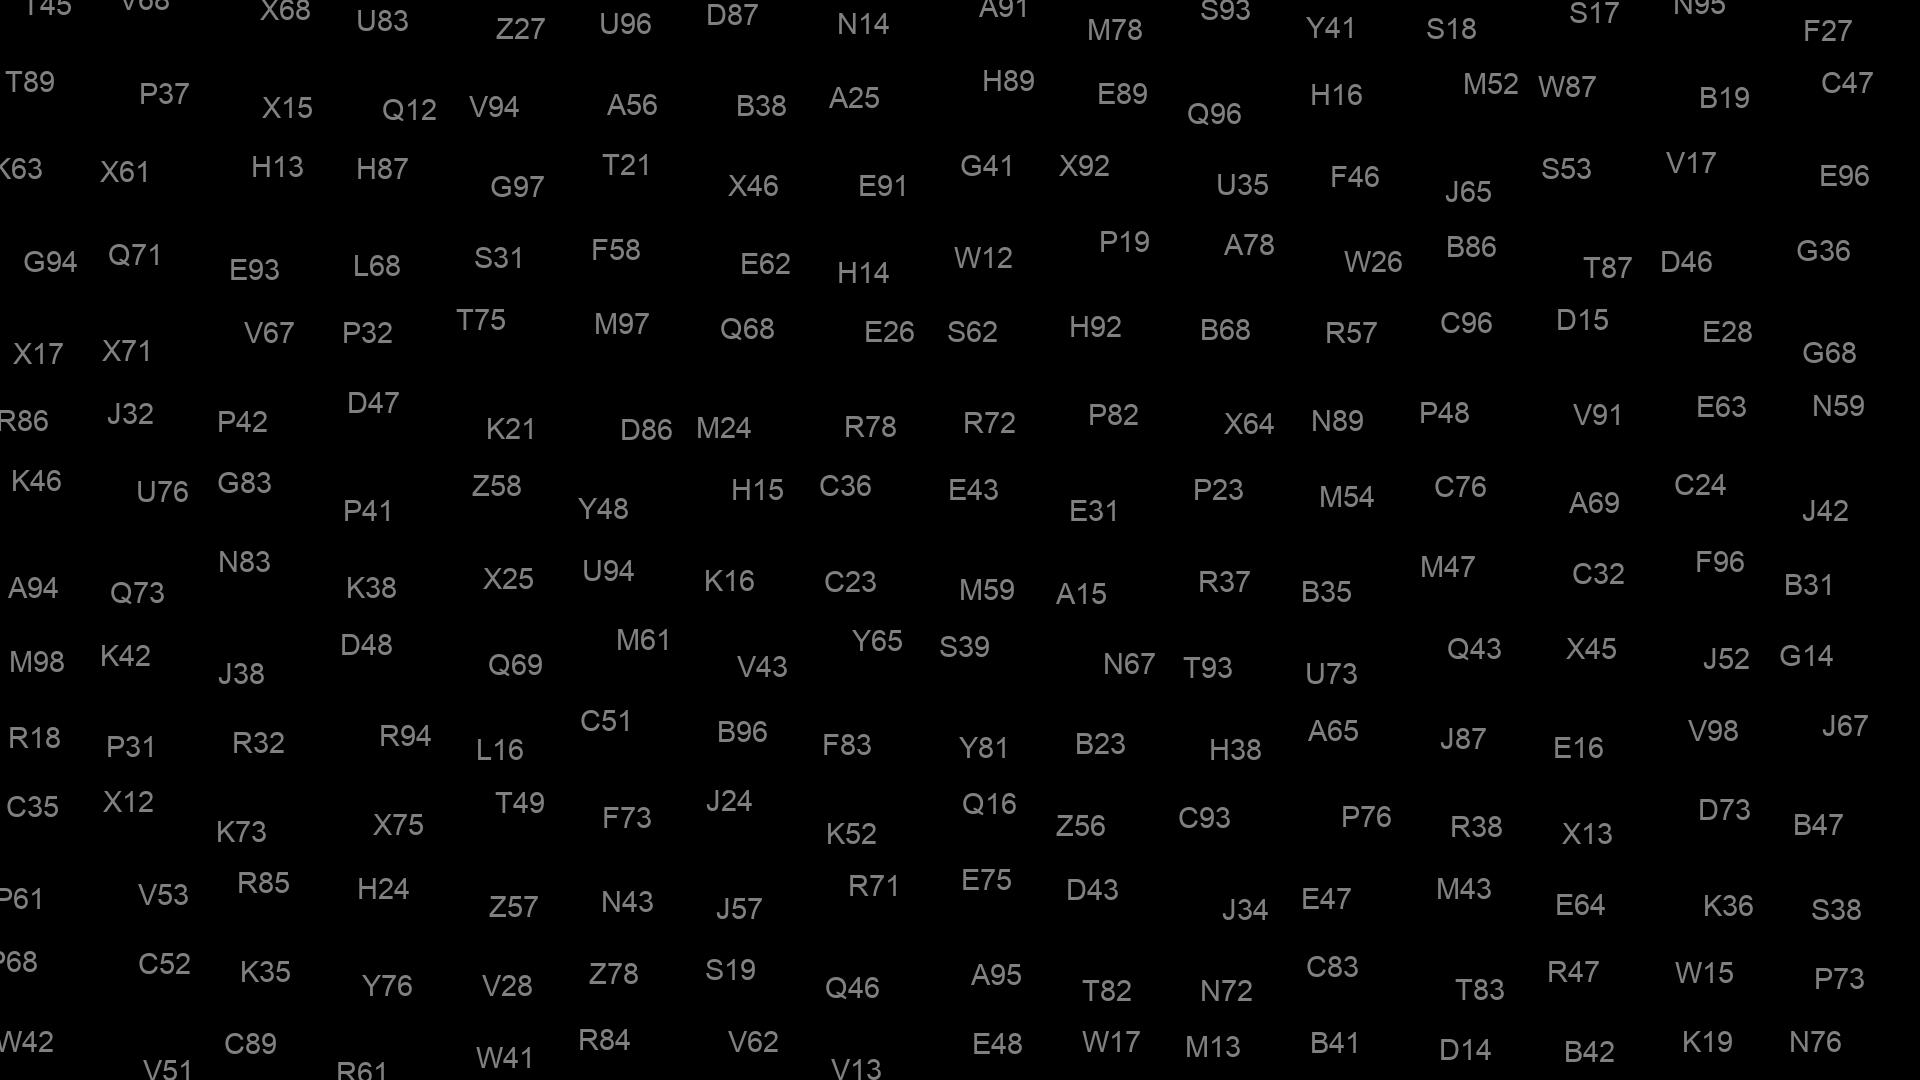 T45 V68 X68 U83 Z27 U96 D87 N14 A91 M78 S93 Y41 S18 S17 N95 F27
T89 P37 X15 Q12 V94 A56 B38 A25 H89 E89 Q96 H16 M52 W87 B19 C47
K63 X61 H13 H87 G97 T21 X46 E91 G41 X92 U35 F46 J65 S53 V17 E96
G94 Q71 E93 L68 S31 F58 E62 H14 W12 P19 A78 W26 B86 T87 D46 G36
X17 X71 V67 P32 T75 M97 Q68 E26 S62 H92 B68 R57 C96 D15 E28 G68
R86 J32 P42 D47 K21 D86 M24 R78 R72 P82 X64 N89 P48 V91 E63 N59
K46 U76 G83 P41 Z58 Y48 H15 C36 E43 E31 P23 M54 C76 A69 C24 J42
A94 Q73 N83 K38 X25 U94 K16 C23 M59 A15 R37 B35 M47 C32 F96 B31
M98 K42 J38 D48 Q69 M61 V43 Y65 S39 N67 T93 U73 Q43 X45 J52 G14
R18 P31 R32 R94 L16 C51 B96 F83 Y81 B23 H38 A65 J87 E16 V98 J67
C35 X12 K73 X75 T49 F73 J24 K52 Q16 Z56 C93 P76 R38 X13 D73 B47
P61 V53 R85 H24 Z57 N43 J57 R71 E75 D43 J34 E47 M43 E64 K36 S38
P68 C52 K35 Y76 V28 Z78 S19 Q46 A95 T82 N72 C83 T83 R47 W15 P73
W42 V51 C89 R61 W41 R84 V62 V13 E48 W17 M13 B41 D14 B42 K19 N76